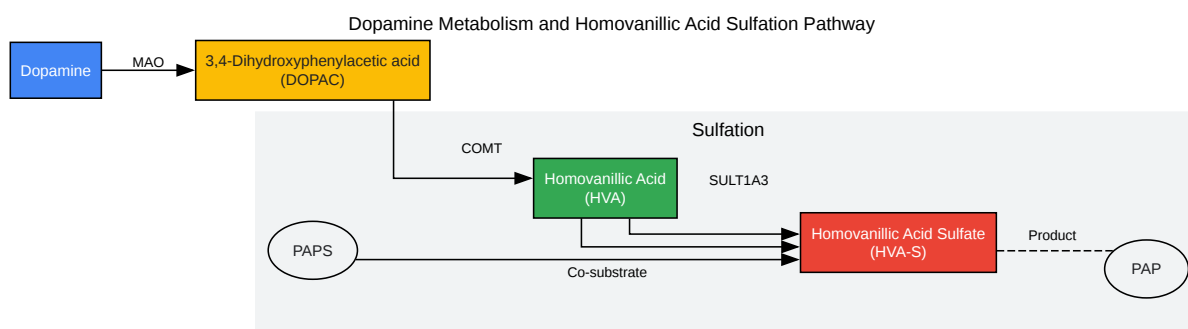 Dopamine Metabolism and Homovanillic Acid Sulfation Pathway
Dopamine
MAO
3,4-Dihydroxyphenylacetic acid
(DOPAC)
Sulfation
COMT
Homovanillic Acid
(HVA)
SULT1A3
PAPS
Co-substrate
Homovanillic Acid Sulfate
(HVA-S)
Product
PAP